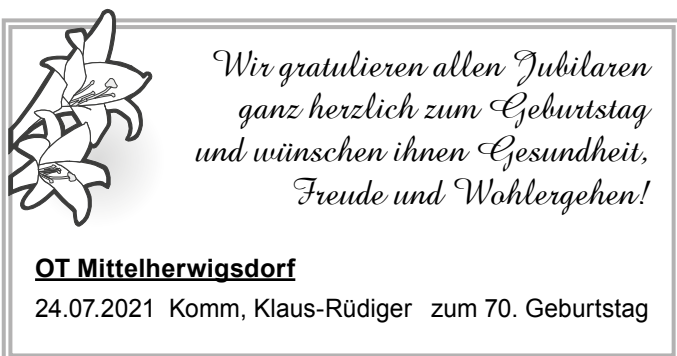 Wir gratulieren allen Jubilaren
ganz herzlich zum Geburtstag
und wünschen ihnen Gesundheit,
Freude und Wohlergehen!
OT Mittelherwigsdorf
24.07.2021 Komm, Klaus-Rüdiger zum 70. Geburtstag